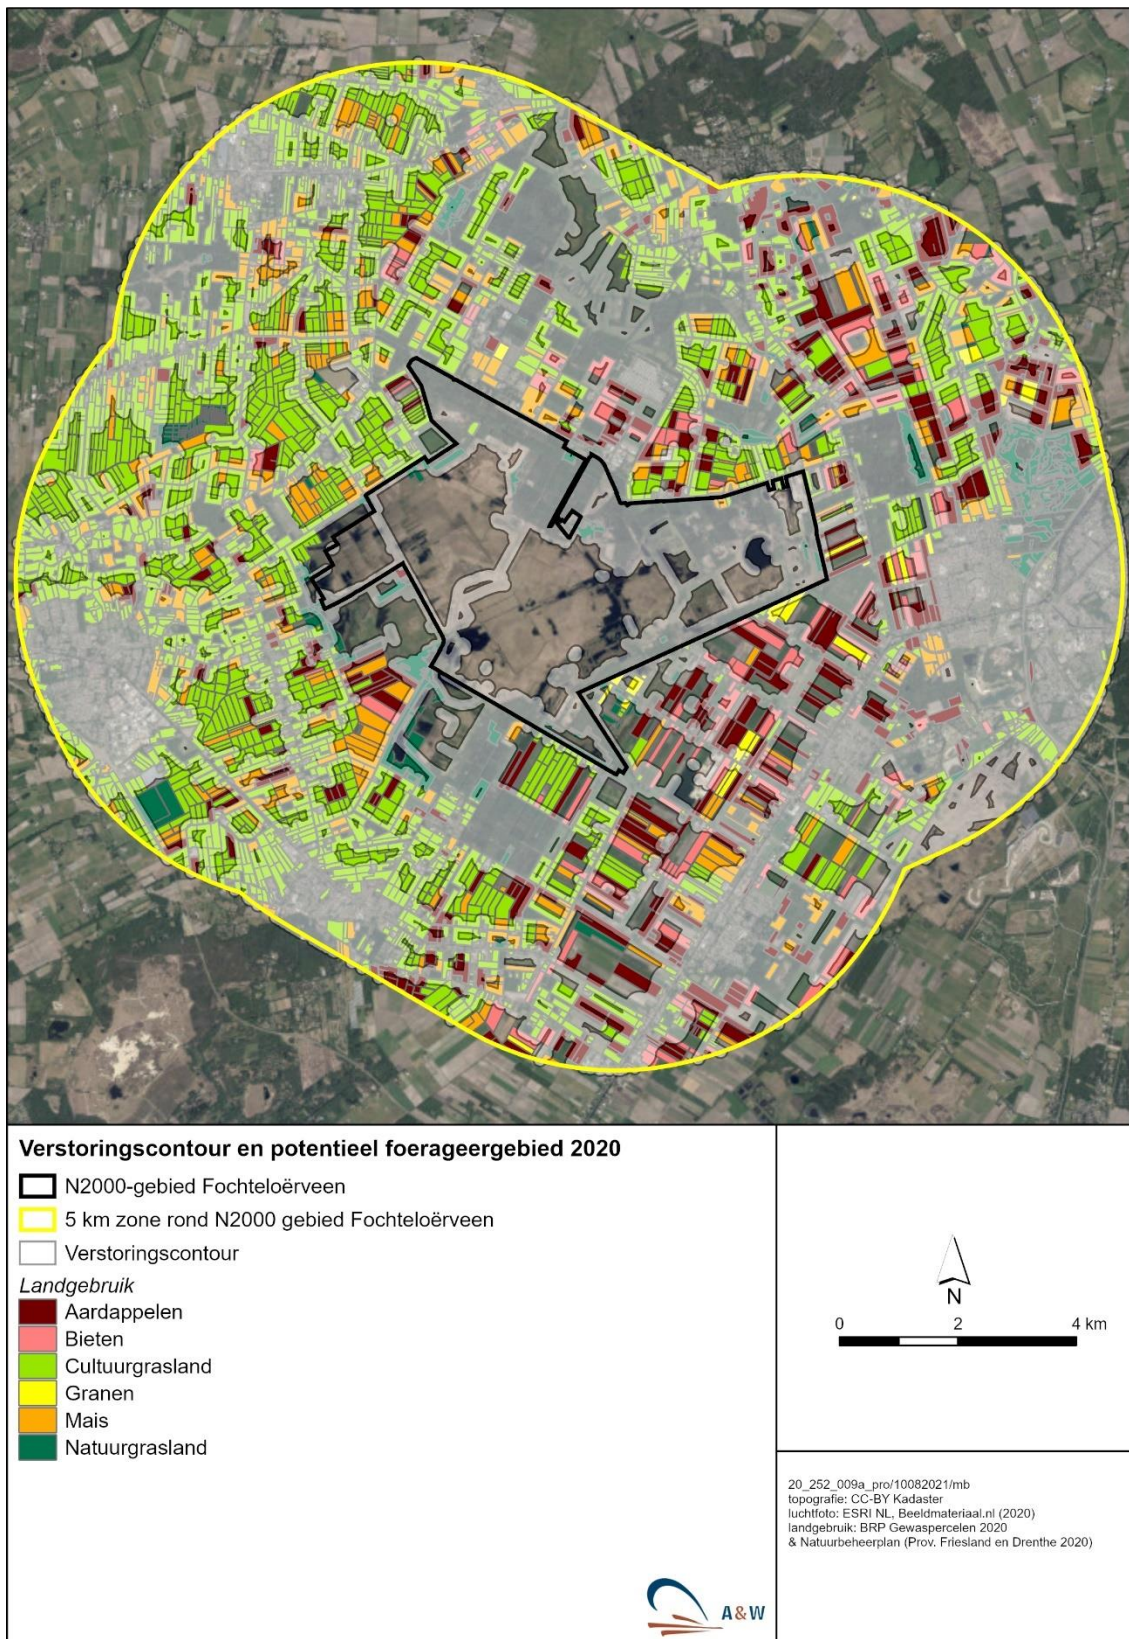 Verstoringscontour en potentieel foerageergebied 2020
N2000-gebied Fochteloërveen
5 km zone rond N2000 gebied Fochteloërveen
Verstoringscontour
Landgebruik
Aardappelen
Bieten
Cultuurgrasland
Granen
Mais
Natuurgrasland
N
0 2 4 km
20_252_009a_pro/10082021/mb
topografie: CC-BY Kadaster
luchtfoto: ESRI NL, Beeldmateriaal.nl (2020)
landgebruik: BRP Gewaspercelen 2020
& Natuurbeheerplan (Prov. Friesland en Drenthe 2020)
A&W